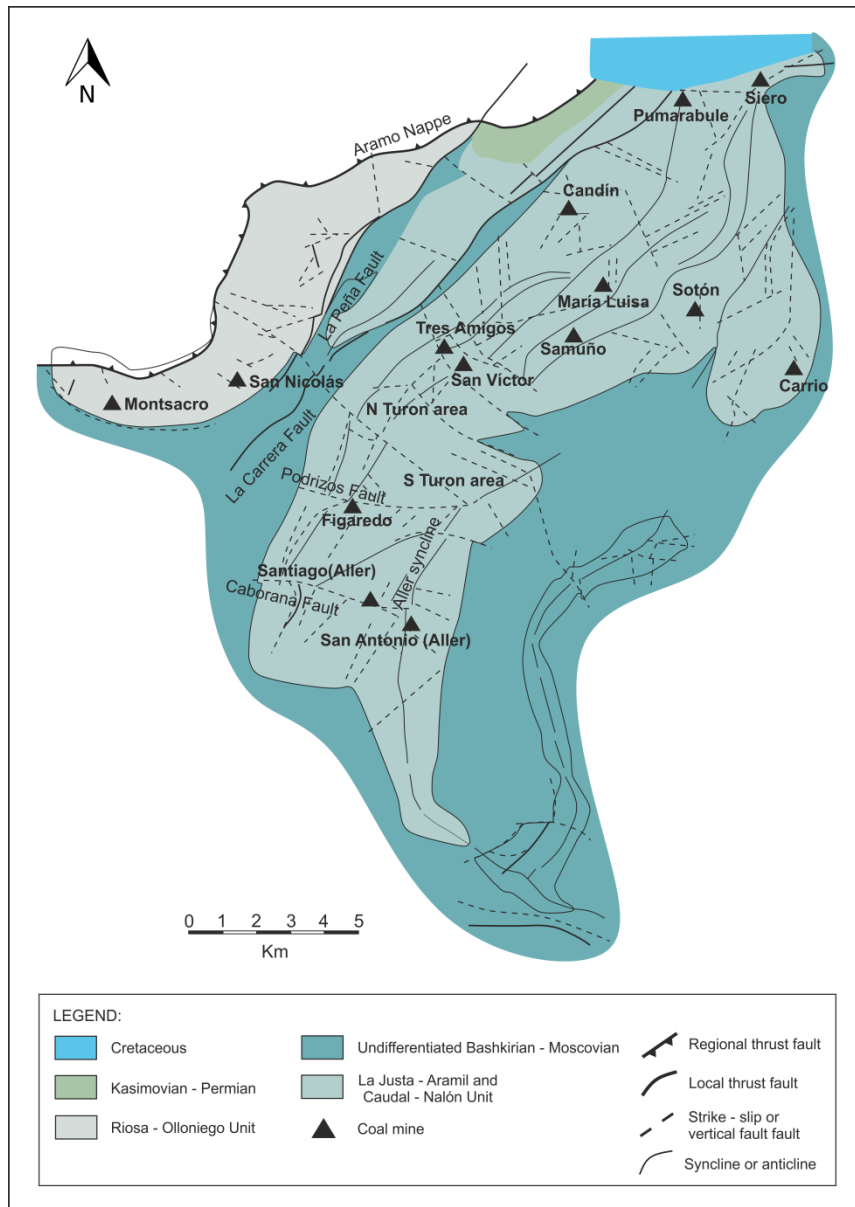 N
Siero
Pumarabule
Aramo Nappe
Candín
La Peña Fault
María Luisa
Sotón
Tres Amigos
Samuño
San Nicolás
San Víctor
Carrio
Montsacro
N Turon area
La Carrera Fault
Podrizos Fault
S Turon area
Figaredo
Aller syncline
Santiago(Aller)
Caborana Fault
San Antonio (Aller)
0 1 2 3 4 5
Km
LEGEND:
Cretaceous
Kasimovian - Permian
Riosa - Olloniego Unit
Undifferentiated Bashkirian - Moscovian
La Justa - Aramil and
Caudal - Nalón Unit
Coal mine
Regional thrust fault
Local thrust fault
Strike - slip or
vertical fault fault
Syncline or anticline